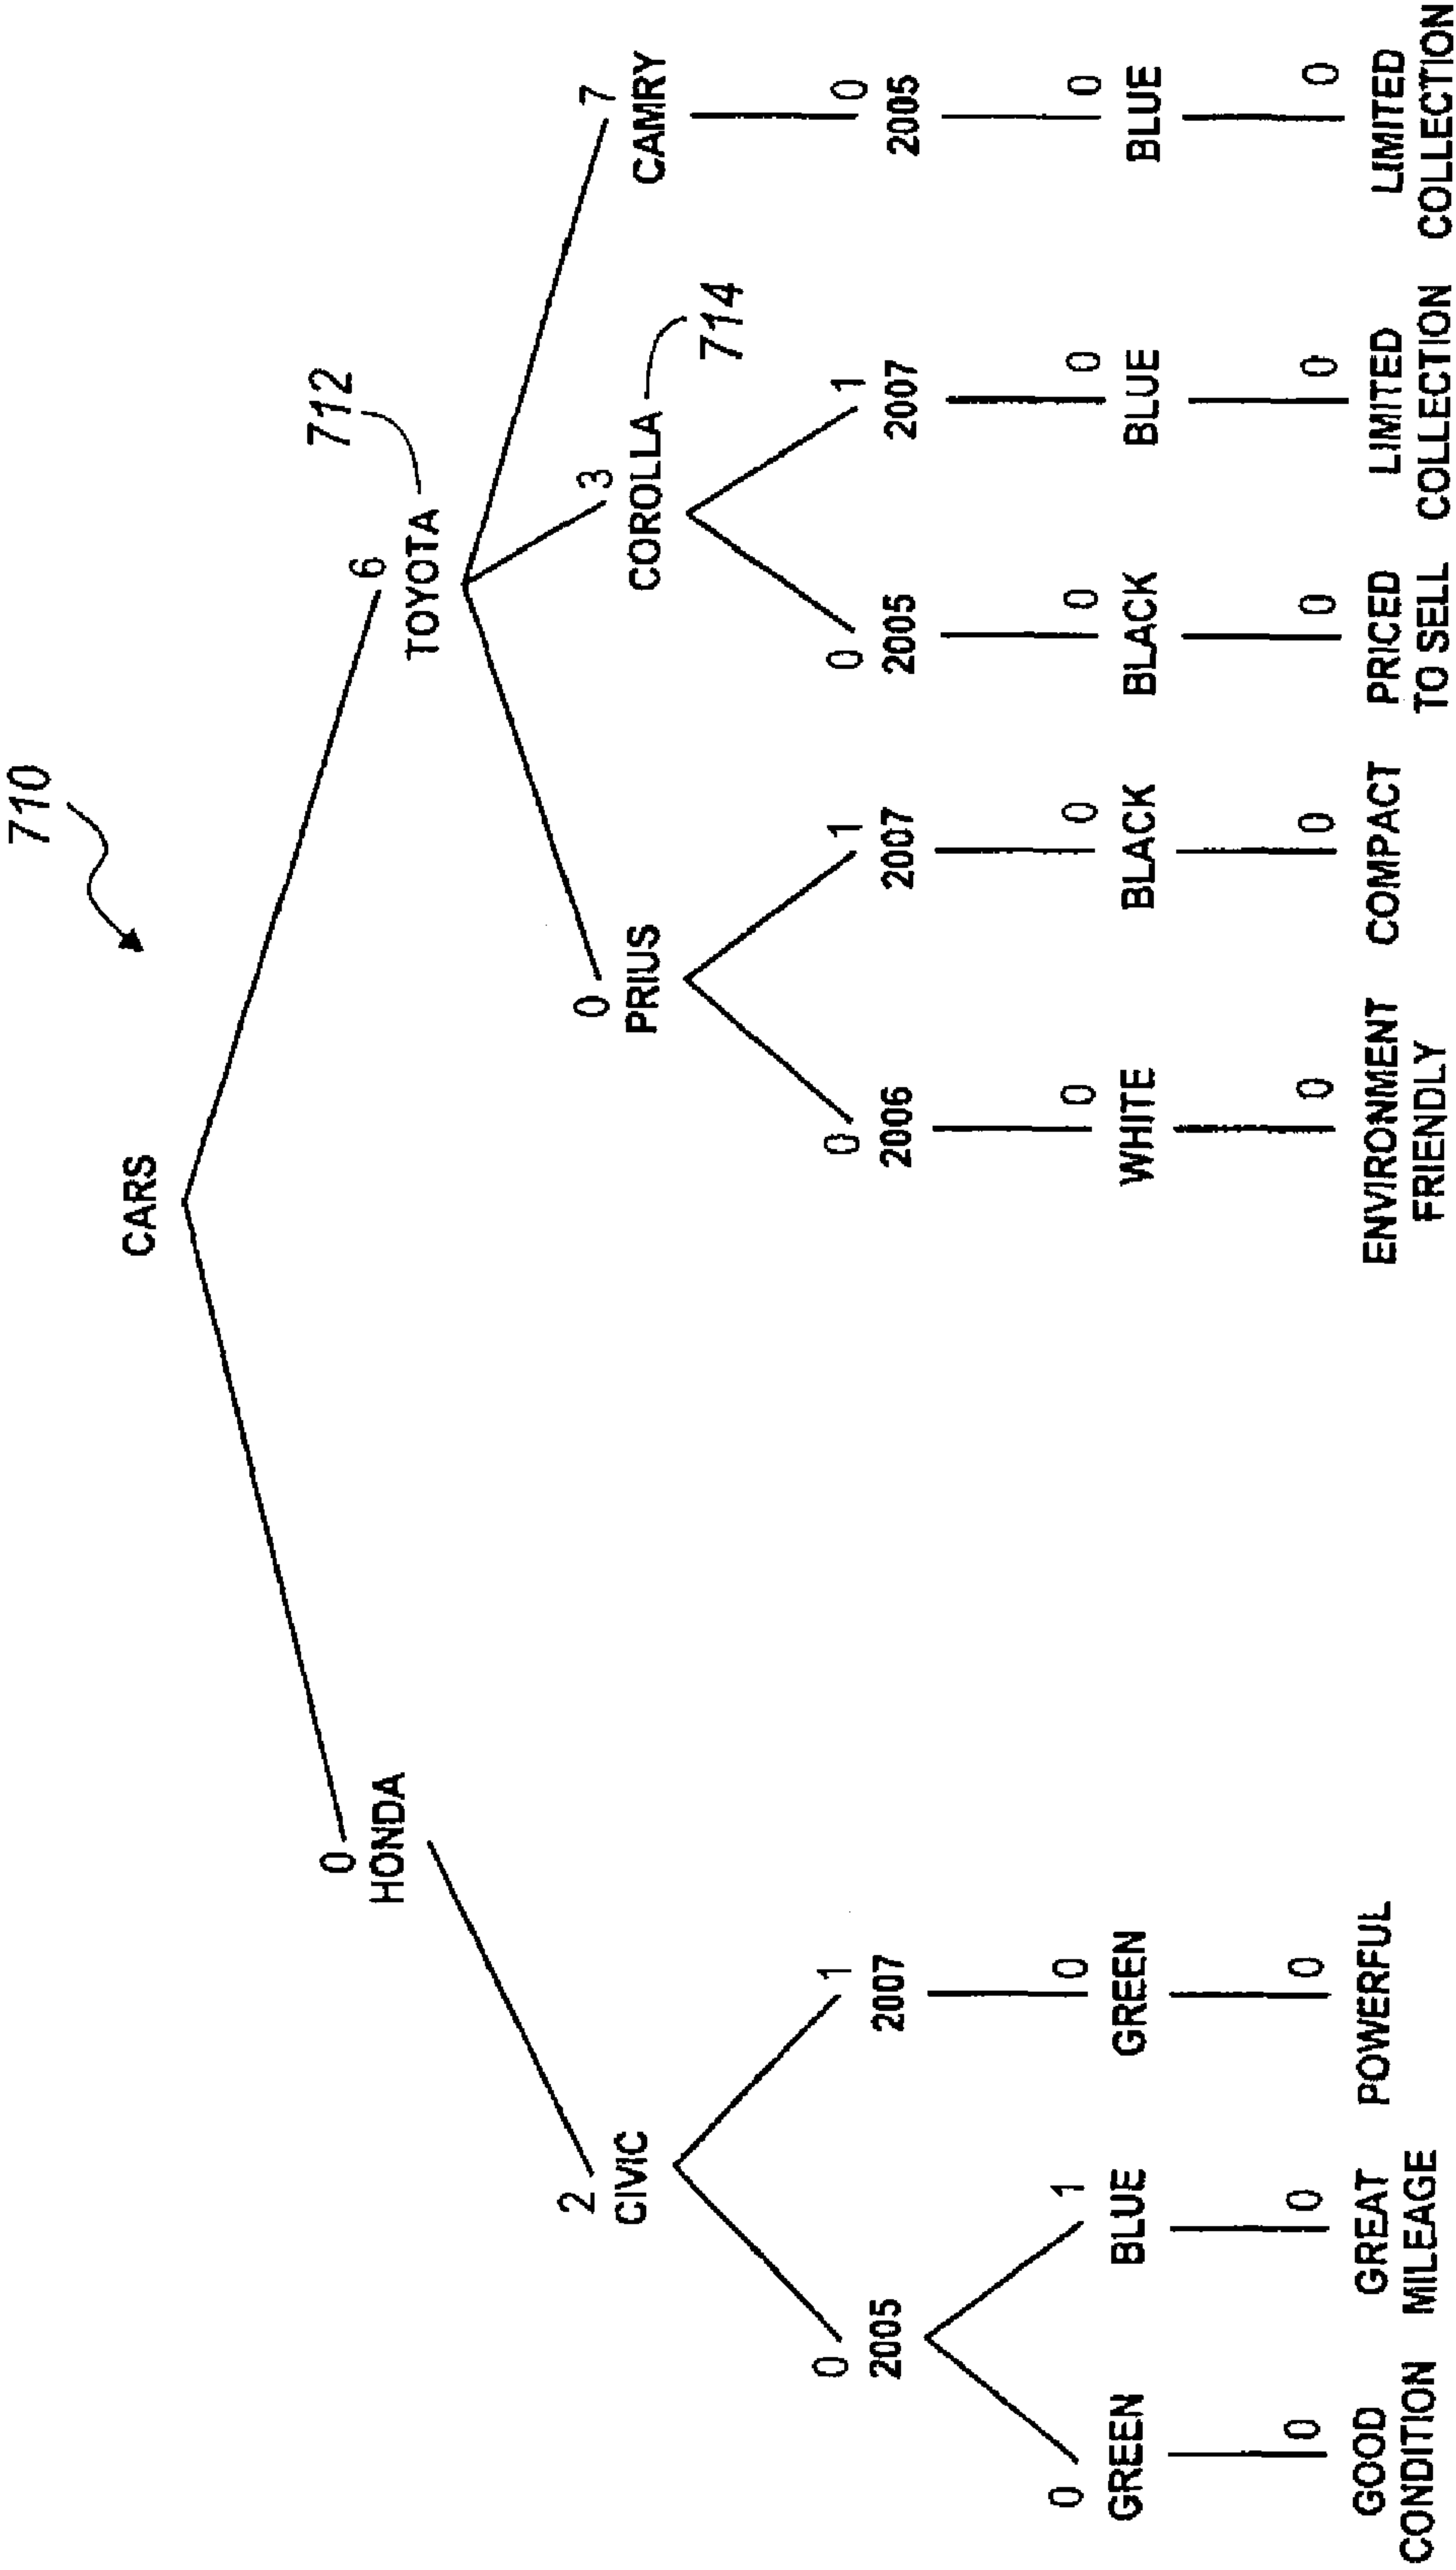 710
CARS
0
HONDA
6
TOYOTA
712
2
CIVIC
0
PRIUS
3
COROLLA
714
7
CAMRY
0
2005
1
2007
0
2006
1
2007
0
2005
1
2007
0
2005
0
GREEN
1
BLUE
0
GREEN
0
WHITE
0
BLACK
0
BLACK
0
BLUE
0
BLUE
0
GOOD
CONDITION
0
GREAT
MILEAGE
0
POWERFUL
0
ENVIRONMENT
FRIENDLY
0
COMPACT
0
PRICED
TO SELL
0
LIMITED
COLLECTION
0
LIMITED
COLLECTION